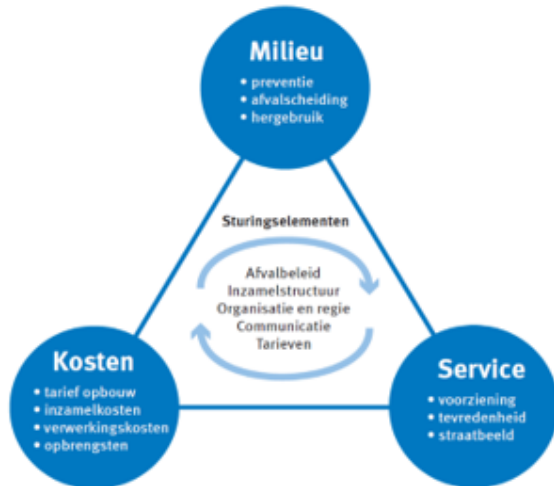 Milieu
• preventie
• afvalscheiding
• hergebruik
Sturingselementen
Afvalbeleid
Inzamelstructuur
Organisatie en regie
Communicatie
Tarieven
Kosten
• tarief opbouw
• inzamelkosten
• verwerkingskosten
• opbrengsten
Service
• voorziening
• tevredenheid
• straatbeeld